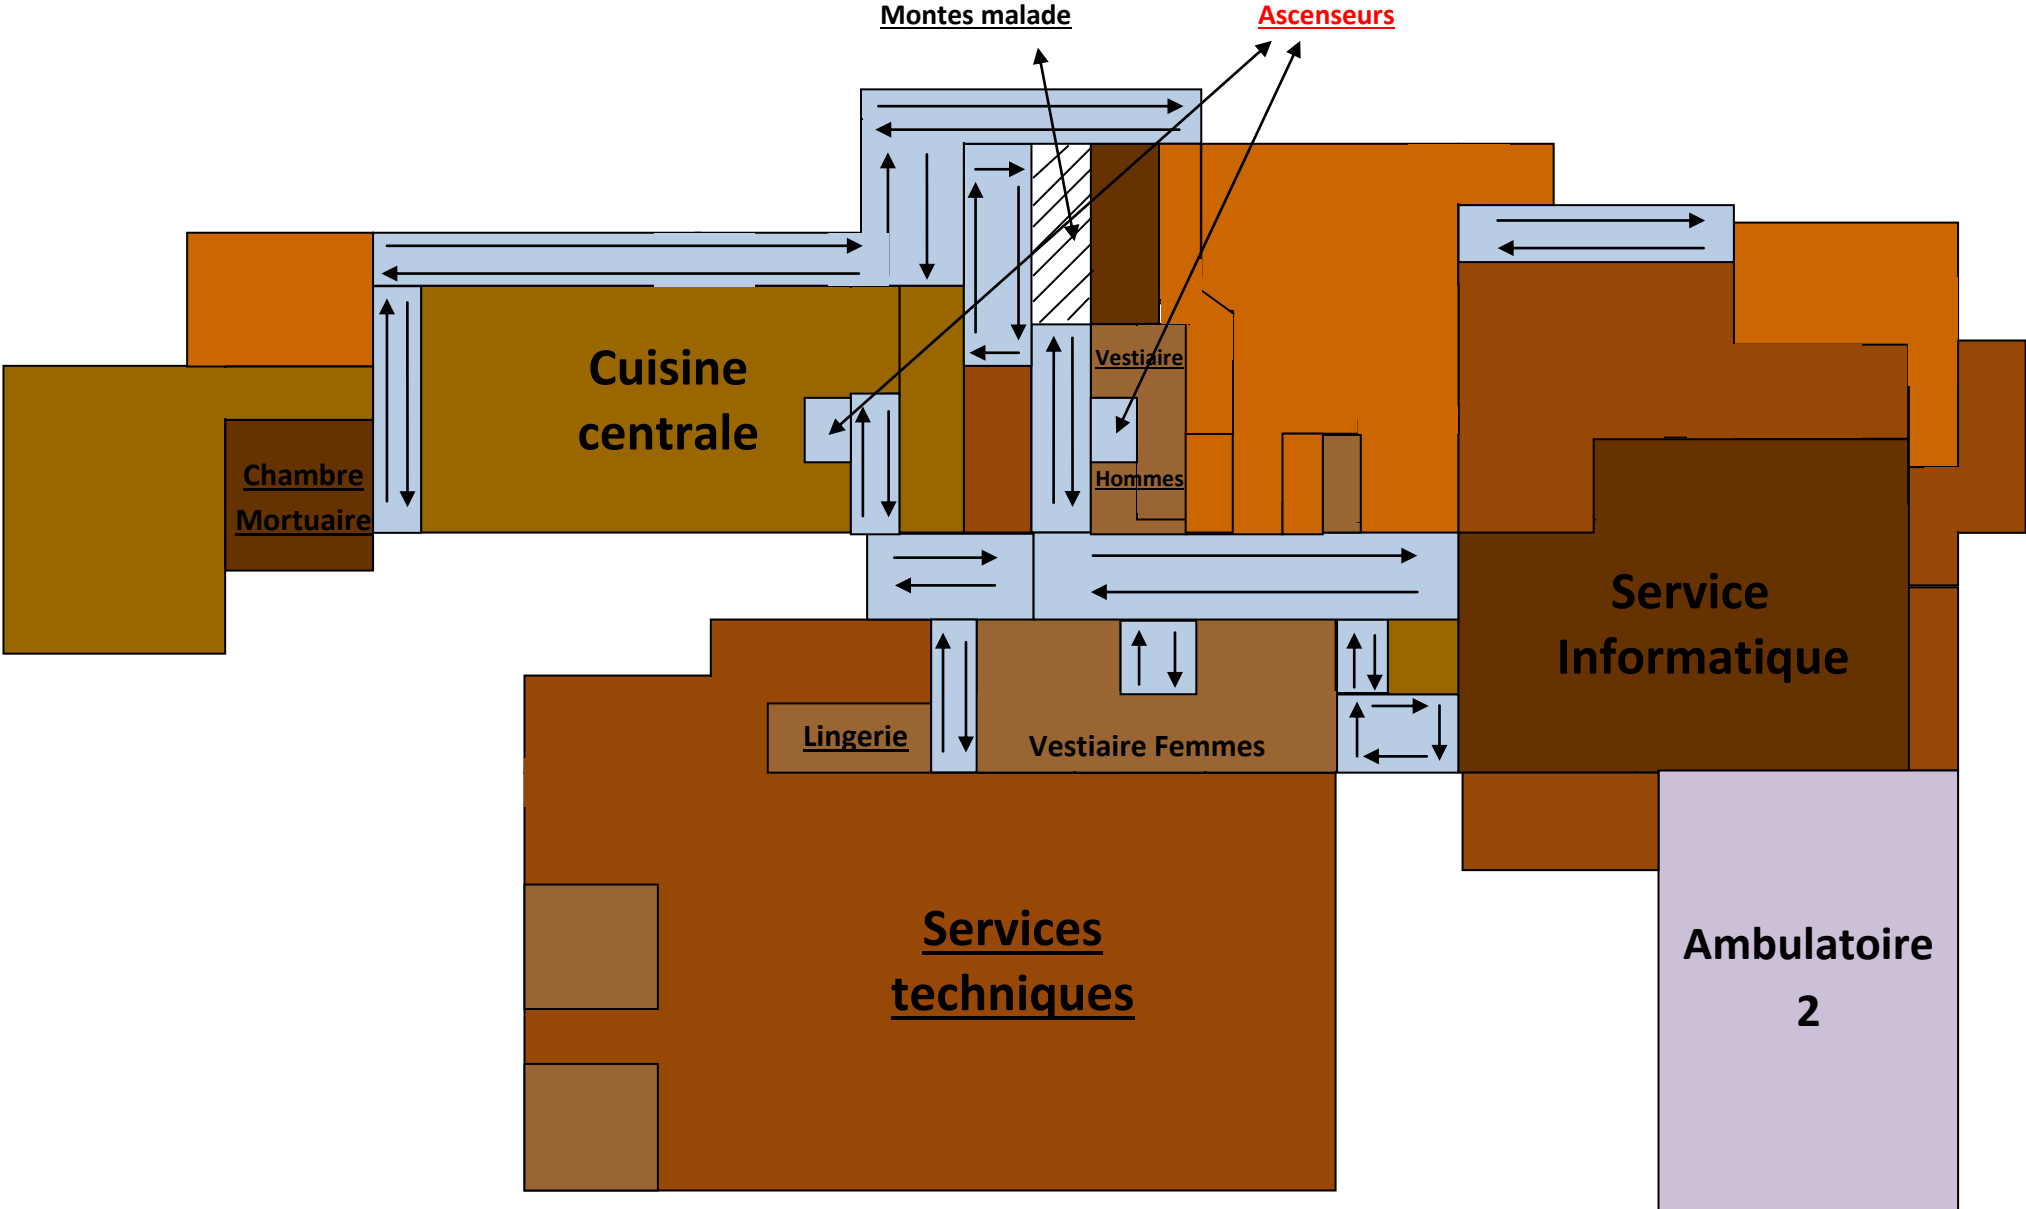 Montes malade
Ascenseurs
Cuisine
centrale
Vestiaire
Hommes
Chambre
Mortuaire
Service
Informatique
Lingerie
Vestiaire Femmes
Services
techniques
Ambulatoire
2